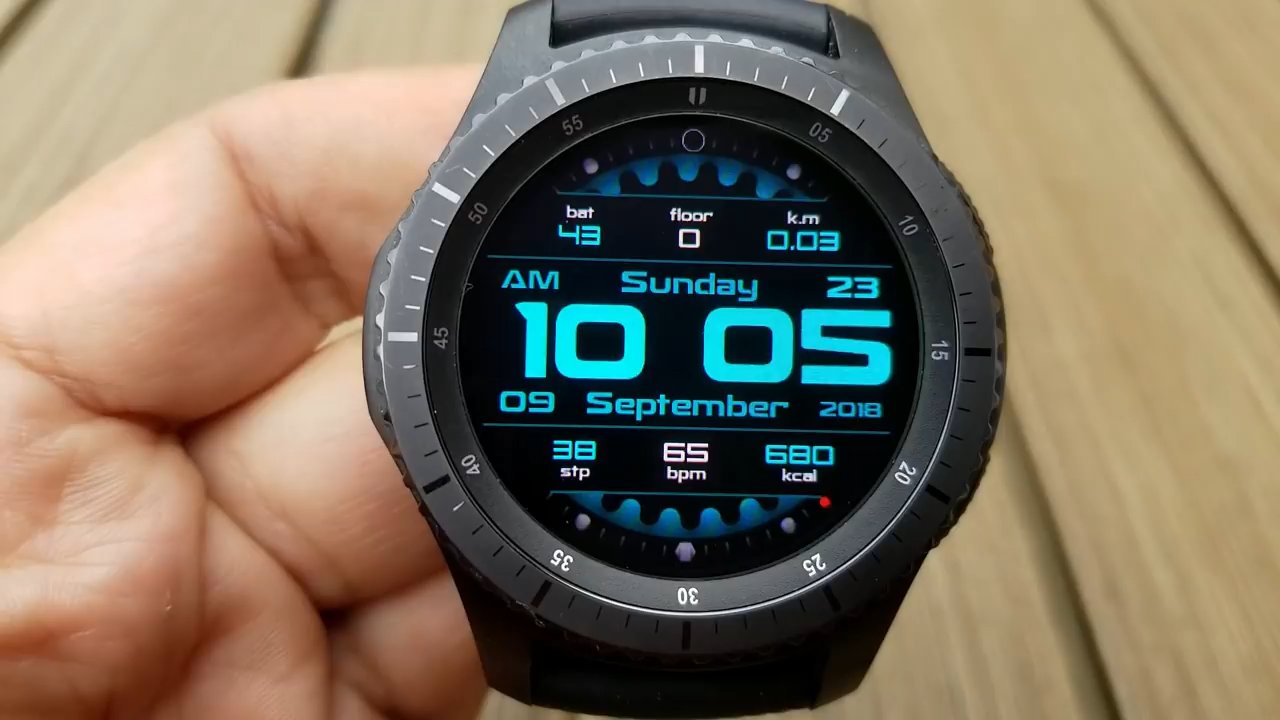 55 05
50 10
45 15
40 20
35 25
30
bat floor k.m
43 0 0.03
AM Sunday 23
10 05
09 September 2018
38 65 680
stp bpm kcal